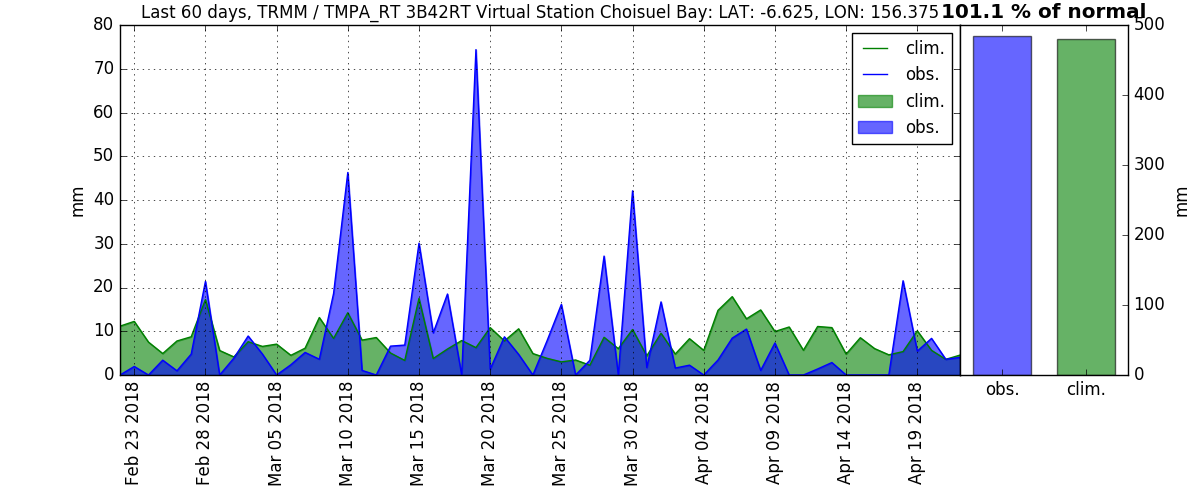 Last 60 days, TRMM / TMPA_RT 3B42RT Virtual Station Choisuel Bay: LAT: -6.625, LON: 156.375
101.1 % of normal
80
70
60
50
40
30
20
10
0
mm
clim.
obs.
clim.
obs.
Feb 23 2018
Feb 28 2018
Mar 05 2018
Mar 10 2018
Mar 15 2018
Mar 20 2018
Mar 25 2018
Mar 30 2018
Apr 04 2018
Apr 09 2018
Apr 14 2018
Apr 19 2018
500
400
300
200
100
0
mm
obs.
clim.